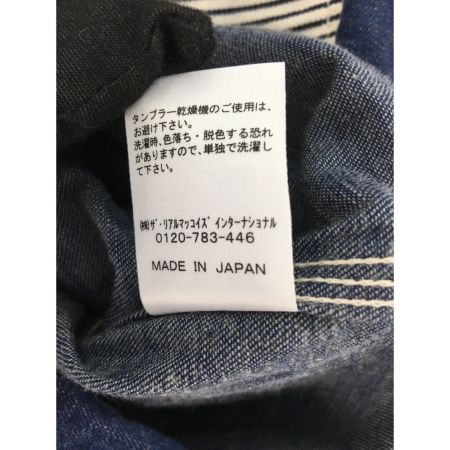 タンブラー乾燥機のご使用は、
お避け下さい。
洗濯時、色落ち・脱色する恐れ
がありますので、単独で洗濯し
て下さい。
(株)ｻﾞ・ﾘｱﾙﾏｯｺｲｽﾞ ｲﾝﾀｰﾅｼｮﾅﾙ
0120-783-446
MADE IN JAPAN